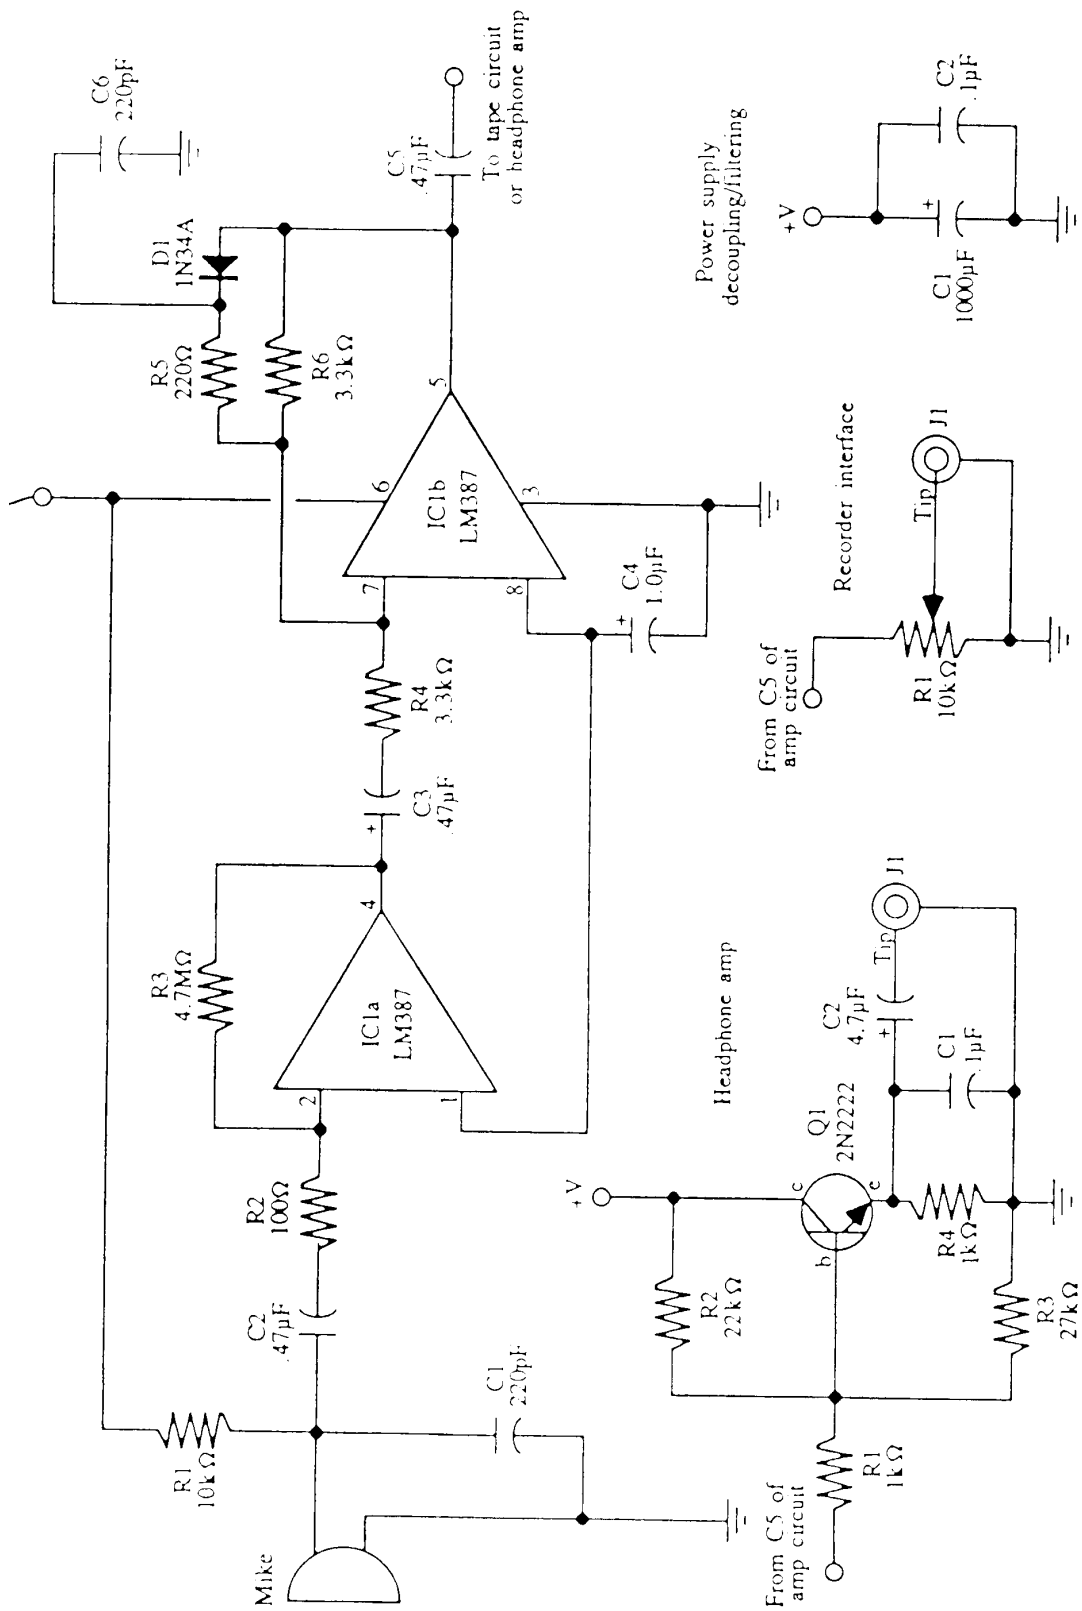 Mike
R1
10kΩ
C2
.47µF
C1
220pF
R2
100Ω
2
1
R3
4.7MΩ
IC1a
LM387
4
+
C3
.47µF
R4
3.3kΩ
7
8
+
C4
1.0µF
6
IC1b
LM387
3
5
R5
220Ω
R6
3.3kΩ
D1
1N34A
C6
220pF
C5
.47µF
To tape circuit
or headphone amp
Headphone amp
From C5 of
amp circuit
R1
1kΩ
R2
22kΩ
+V
b
c
e
Q1
2N2222
R3
27kΩ
R4
1kΩ
C1
.1µF
+
C2
4.7µF
Tip
J1
Recorder interface
From C5 of
amp circuit
R1
10kΩ
Tip
J1
Power supply
decoupling/filtering
+V
+
C1
1000µF
C2
.1µF